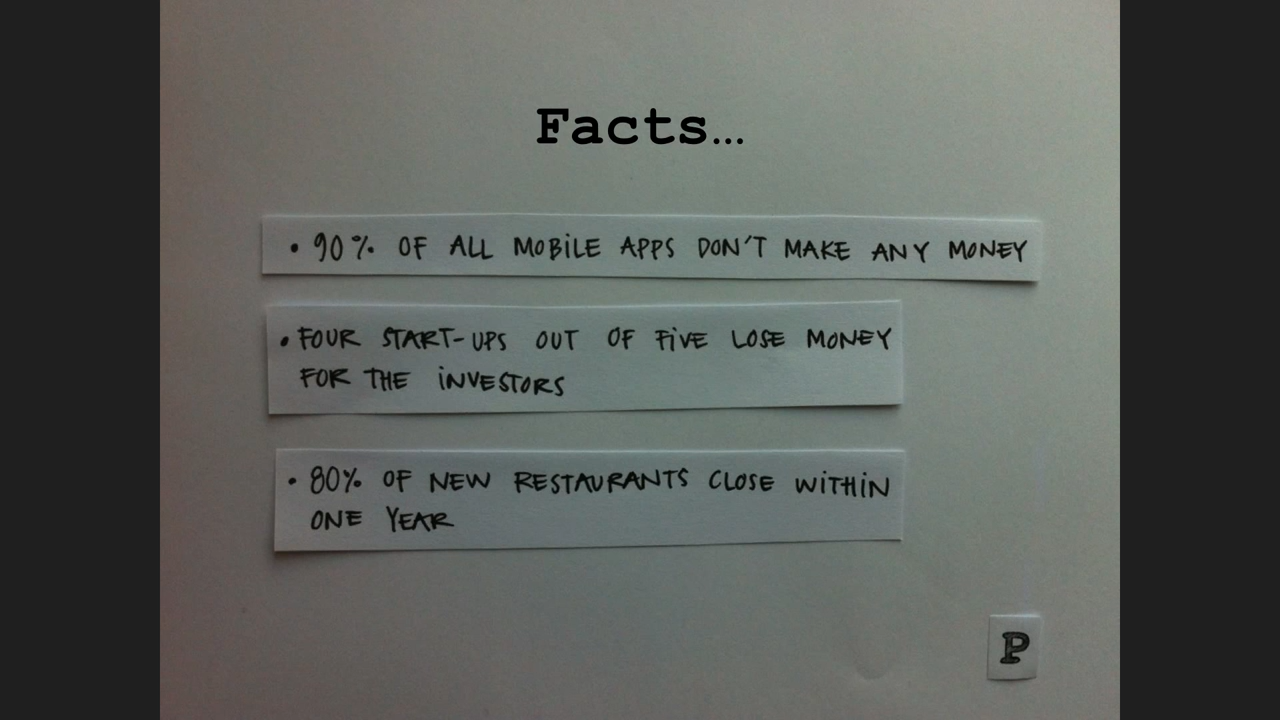 Facts...
• 90% OF ALL MOBiLE APPS DON'T MAKE ANY MONEY
• FOUR START-UPS OUT OF FiVE LOSE MONEY
FOR THE iNVESTORS
• 80% OF NEW RESTAURANTS CLOSE WiTHiN
ONE YEAR
P